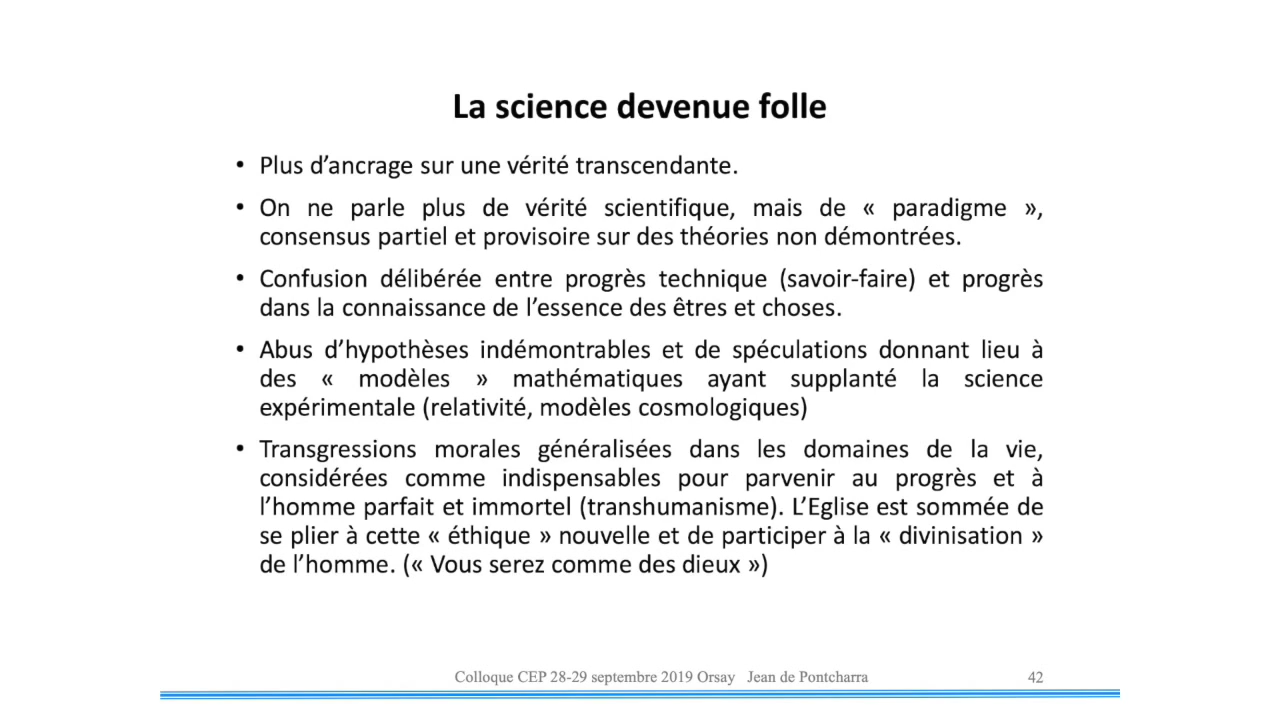 La science devenue folle
• Plus d’ancrage sur une vérité transcendante.
• On ne parle plus de vérité scientifique, mais de « paradigme »,
consensus partiel et provisoire sur des théories non démontrées.
• Confusion délibérée entre progrès technique (savoir-faire) et progrès
dans la connaissance de l’essence des êtres et choses.
• Abus d’hypothèses indémontrables et de spéculations donnant lieu à
des « modèles » mathématiques ayant supplanté la science
expérimentale (relativité, modèles cosmologiques)
• Transgressions morales généralisées dans les domaines de la vie,
considérées comme indispensables pour parvenir au progrès et à
l’homme parfait et immortel (transhumanisme). L’Eglise est sommée de
se plier à cette « éthique » nouvelle et de participer à la « divinisation »
de l’homme. (« Vous serez comme des dieux »)
Colloque CEP 28-29 septembre 2019 Orsay Jean de Pontcharra 42